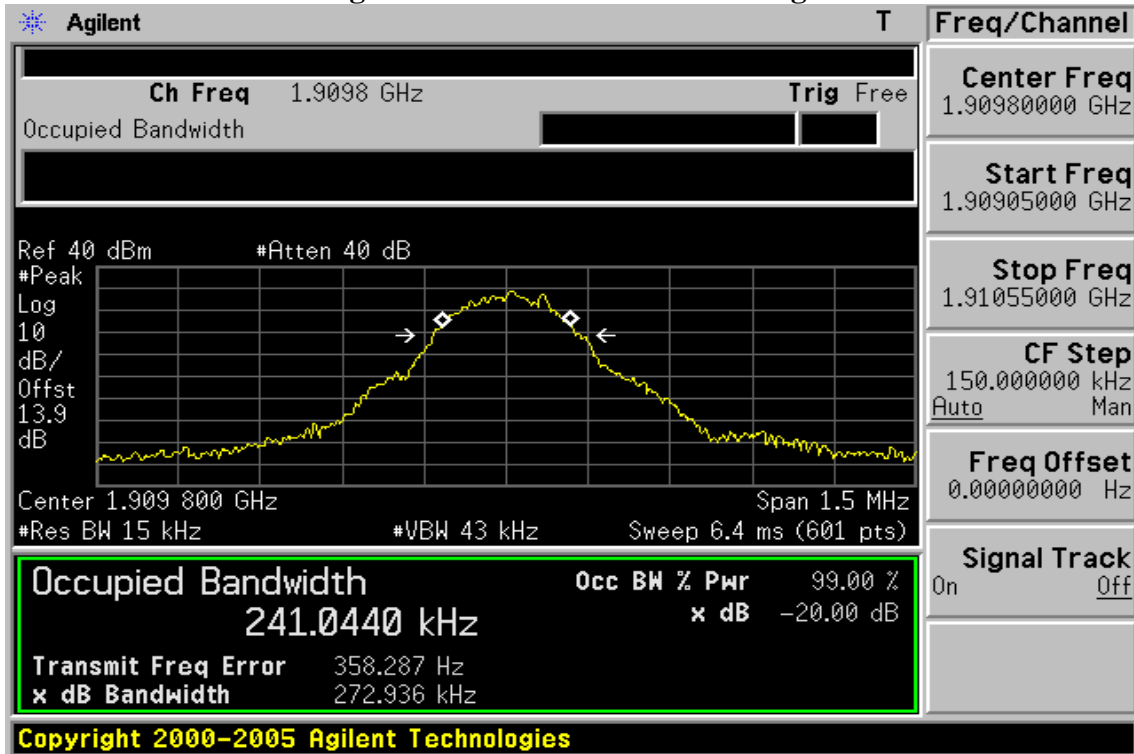 Agilent T
Ch Freq 1.9098 GHz Trig Free
Occupied Bandwidth
Ref 40 dBm #Atten 40 dB
#Peak
Log
10
dB/
Offst
13.9
dB
Center 1.909 800 GHz Span 1.5 MHz
#Res BW 15 kHz #VBW 43 kHz Sweep 6.4 ms (601 pts)
Occupied Bandwidth
241.0440 kHz
Occ BW % Pwr 99.00 %
x dB -20.00 dB
Transmit Freq Error 358.287 Hz
x dB Bandwidth 272.936 kHz
Copyright 2000-2005 Agilent Technologies
Freq/Channel
Center Freq
1.90980000 GHz
Start Freq
1.90905000 GHz
Stop Freq
1.91055000 GHz
CF Step
150.000000 kHz
Auto Man
Freq Offset
0.00000000 Hz
Signal Track
On Off